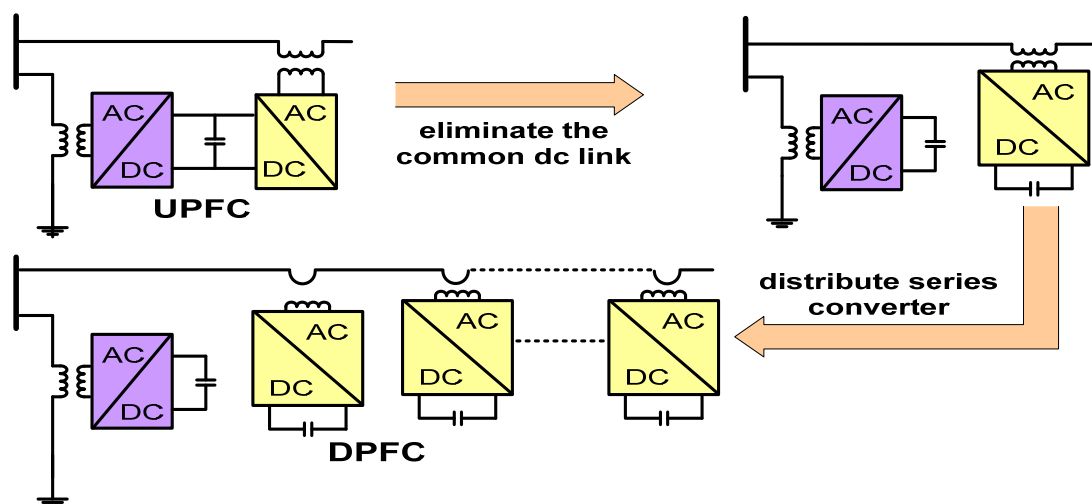 AC
DC
AC
DC
UPFC
eliminate the
common dc link
AC
DC
AC
DC
distribute series
converter
AC
DC
AC
DC
AC
DC
AC
DC
DPFC